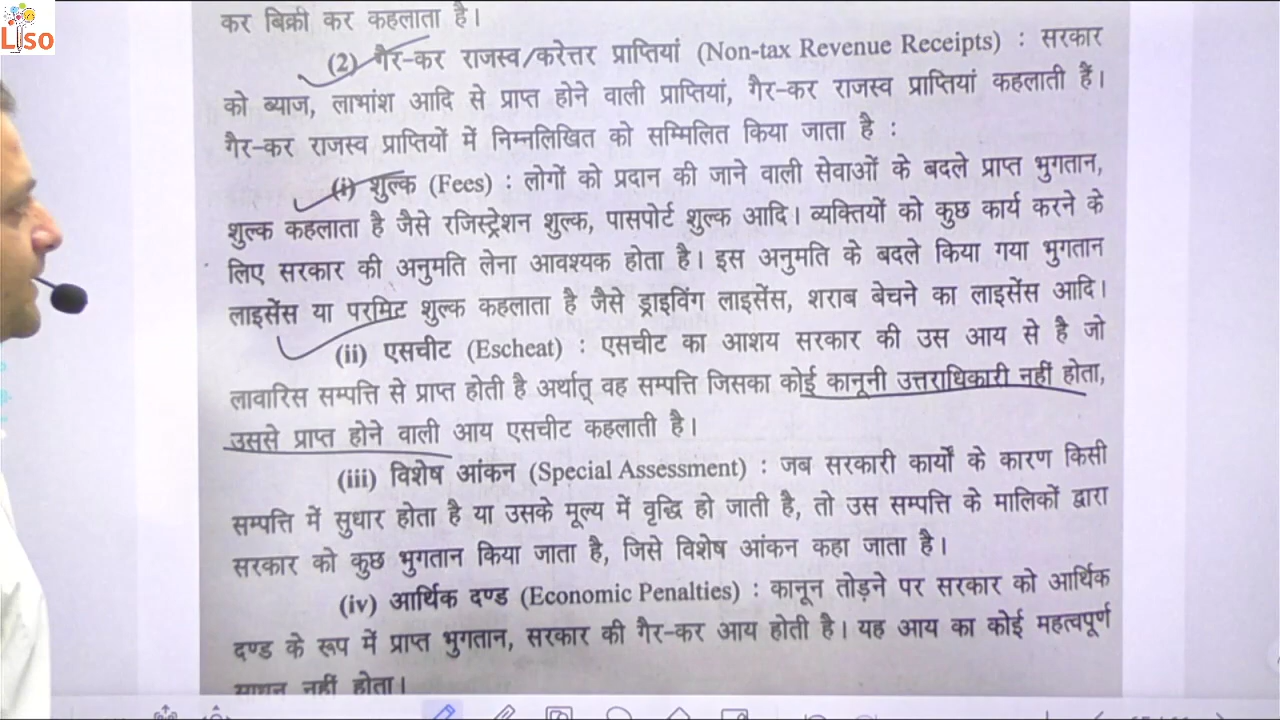 Liso
कर बिक्री कर कहलाता है।
(2) गैर-कर राजस्व/करेत्तर प्राप्तियां (Non-tax Revenue Receipts) : सरकार
को ब्याज, लाभांश आदि से प्राप्त होने वाली प्राप्तियां, गैर-कर राजस्व प्राप्तियां कहलाती हैं।
गैर-कर राजस्व प्राप्तियों में निम्नलिखित को सम्मिलित किया जाता है :
(i) शुल्क (Fees) : लोगों को प्रदान की जाने वाली सेवाओं के बदले प्राप्त भुगतान,
शुल्क कहलाता है जैसे रजिस्ट्रेशन शुल्क, पासपोर्ट शुल्क आदि। व्यक्तियों को कुछ कार्य करने के
लिए सरकार की अनुमति लेना आवश्यक होता है। इस अनुमति के बदले किया गया भुगतान
लाइसेंस या परमिट शुल्क कहलाता है जैसे ड्राइविंग लाइसेंस, शराब बेचने का लाइसेंस आदि।
(ii) एसचीट (Escheat) : एसचीट का आशय सरकार की उस आय से है जो
लावारिस सम्पत्ति से प्राप्त होती है अर्थात् वह सम्पत्ति जिसका कोई कानूनी उत्तराधिकारी नहीं होता,
उससे प्राप्त होने वाली आय एसचीट कहलाती है।
(iii) विशेष आंकन (Special Assessment) : जब सरकारी कार्यों के कारण किसी
सम्पत्ति में सुधार होता है या उसके मूल्य में वृद्धि हो जाती है, तो उस सम्पत्ति के मालिकों द्वारा
सरकार को कुछ भुगतान किया जाता है, जिसे विशेष आंकन कहा जाता है।
(iv) आर्थिक दण्ड (Economic Penalties) : कानून तोड़ने पर सरकार को आर्थिक
दण्ड के रूप में प्राप्त भुगतान, सरकार की गैर-कर आय होती है। यह आय का कोई महत्वपूर्ण
साधन नहीं होता।